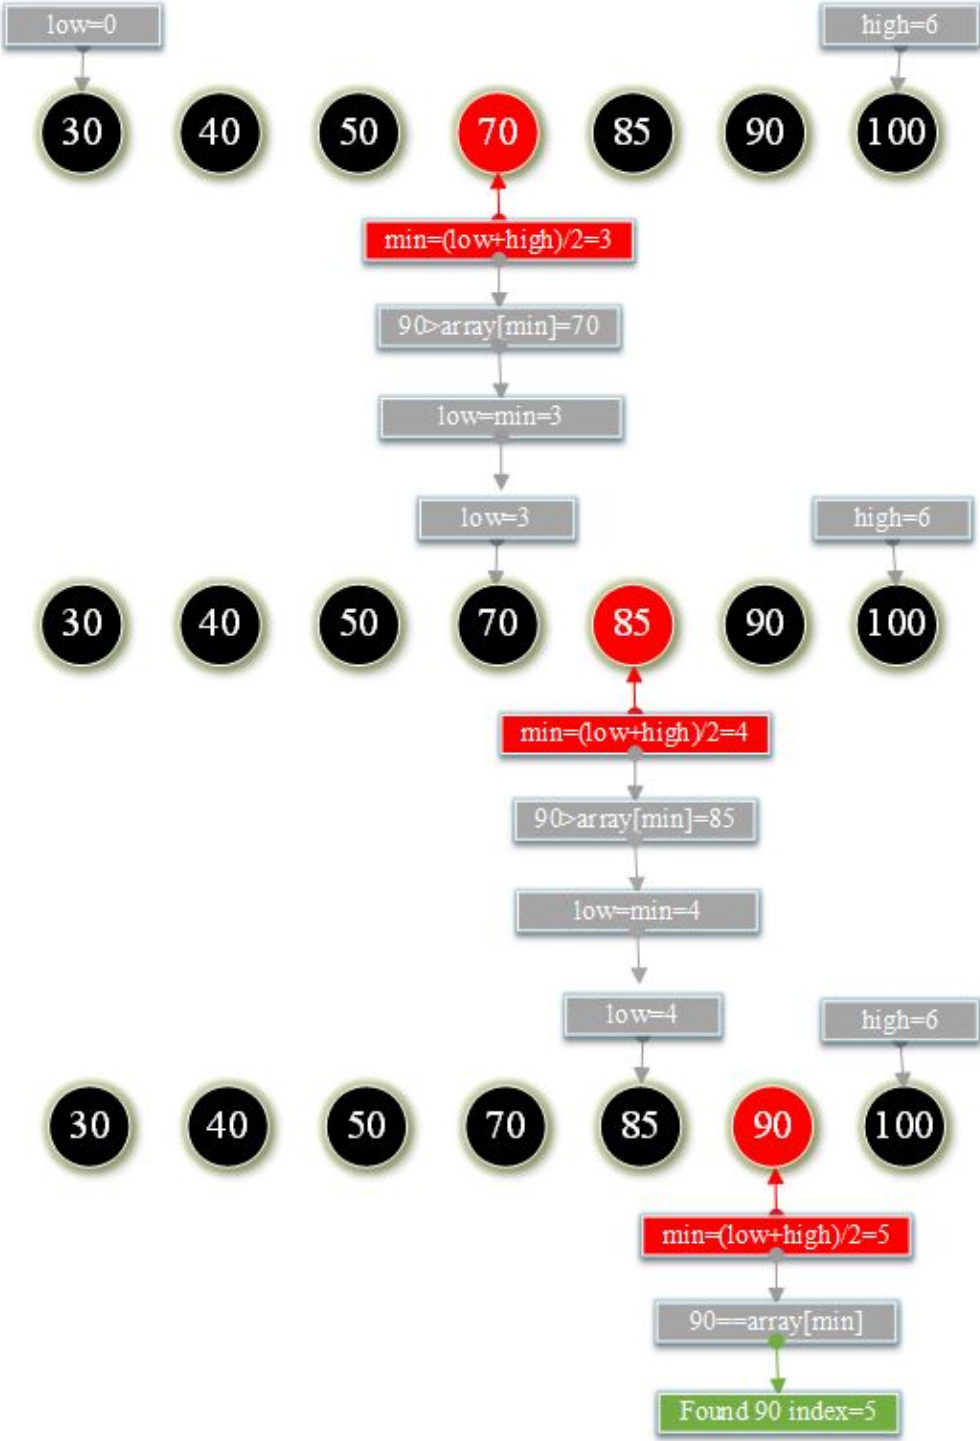 low=0
high=6
30 40 50 70 85 90 100
min=(low+high)/2=3
90>array[min]=70
low=min=3
low=3
high=6
30 40 50 70 85 90 100
min=(low+high)/2=4
90>array[min]=85
low=min=4
low=4
high=6
30 40 50 70 85 90 100
min=(low+high)/2=5
90==array[min]
Found 90 index=5